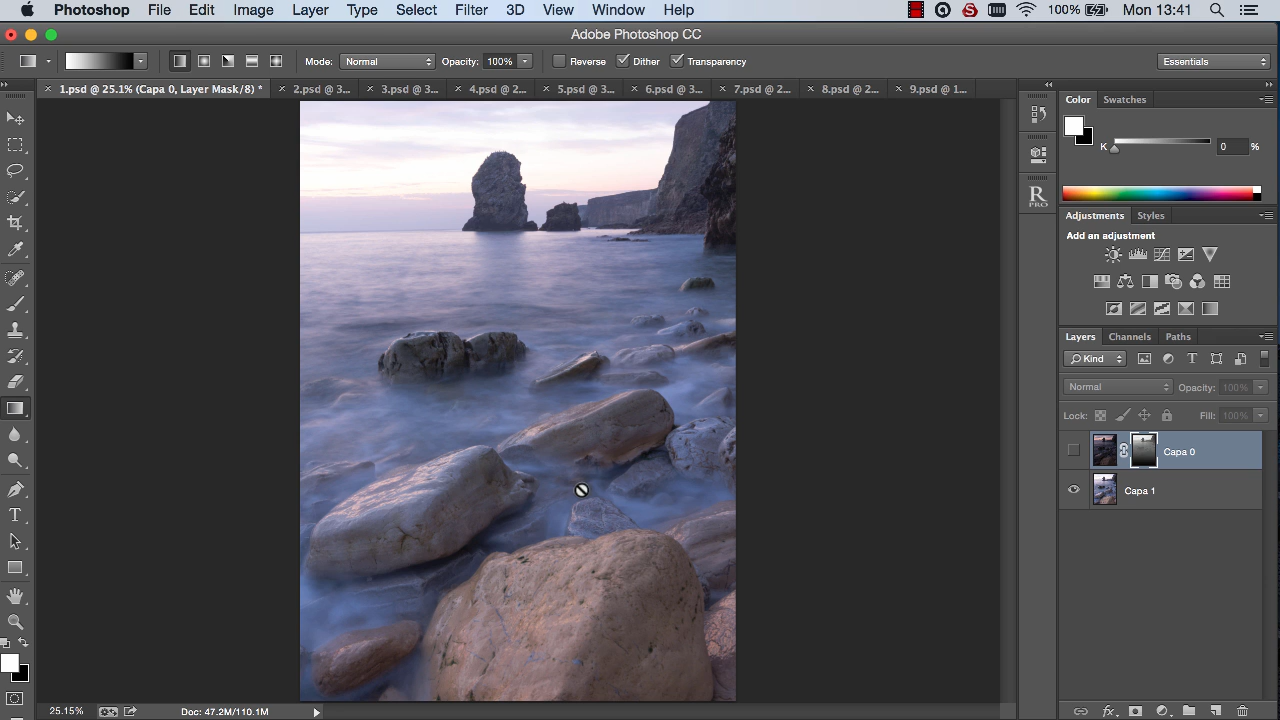 Photoshop File Edit Image Layer Type Select Filter 3D View Window Help 100% Mon 13:41
Adobe Photoshop CC
Mode: Normal Opacity: 100% Reverse Dither Transparency Essentials
1.psd @ 25.1% (Capa 0, Layer Mask/8) * 2.psd @ 3... 3.psd @ 3... 4.psd @ 2... 5.psd @ 3... 6.psd @ 3... 7.psd @ 2... 8.psd @ 2... 9.psd @ 1...
Color Swatches
K 0 %
R
PRO
Adjustments Styles
Add an adjustment
Layers Channels Paths
Kind
Normal Opacity: 100%
Lock: Fill: 100%
Capa 0
Capa 1
fx
25.15% Doc: 47.2M/110.1M